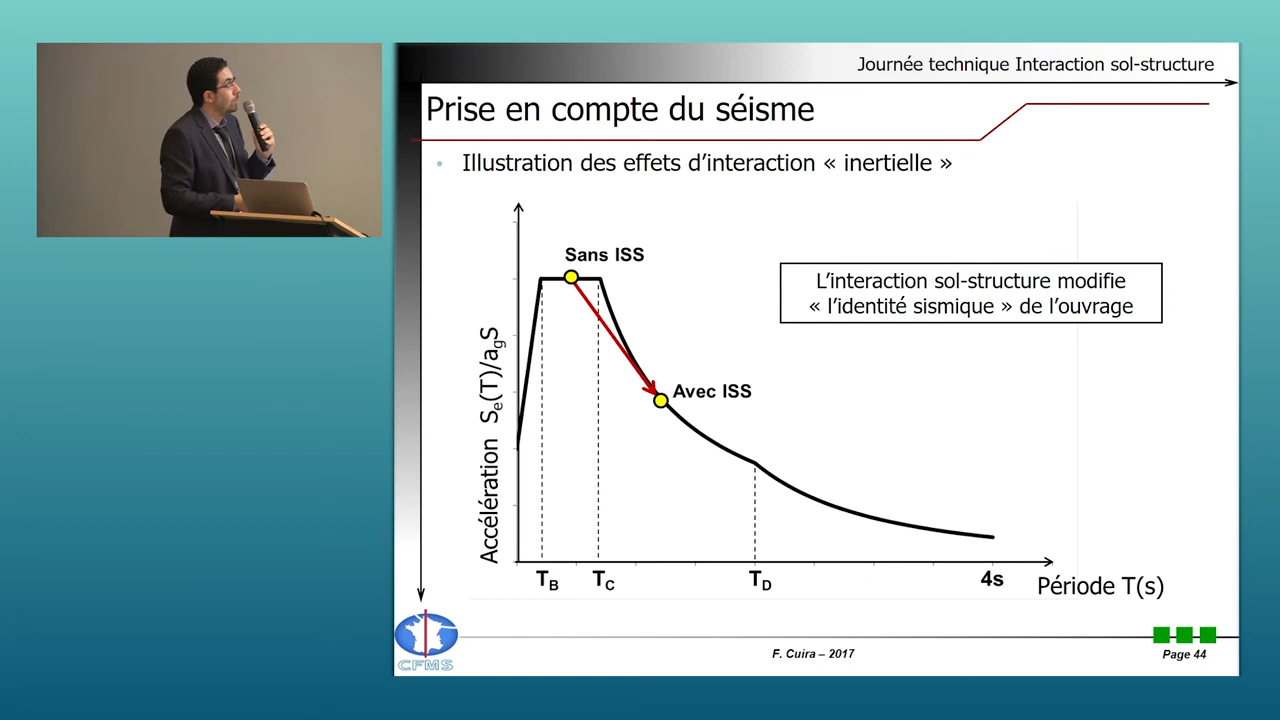 Journée technique Interaction sol-structure
Prise en compte du séisme
• Illustration des effets d’interaction « inertielle »
Sans ISS
L’interaction sol-structure modifie
« l’identité sismique » de l’ouvrage
Accélération Se(T)/agS
Avec ISS
TB
TC
TD
4s
Période T(s)
CFMS
F. Cuira – 2017
Page 44